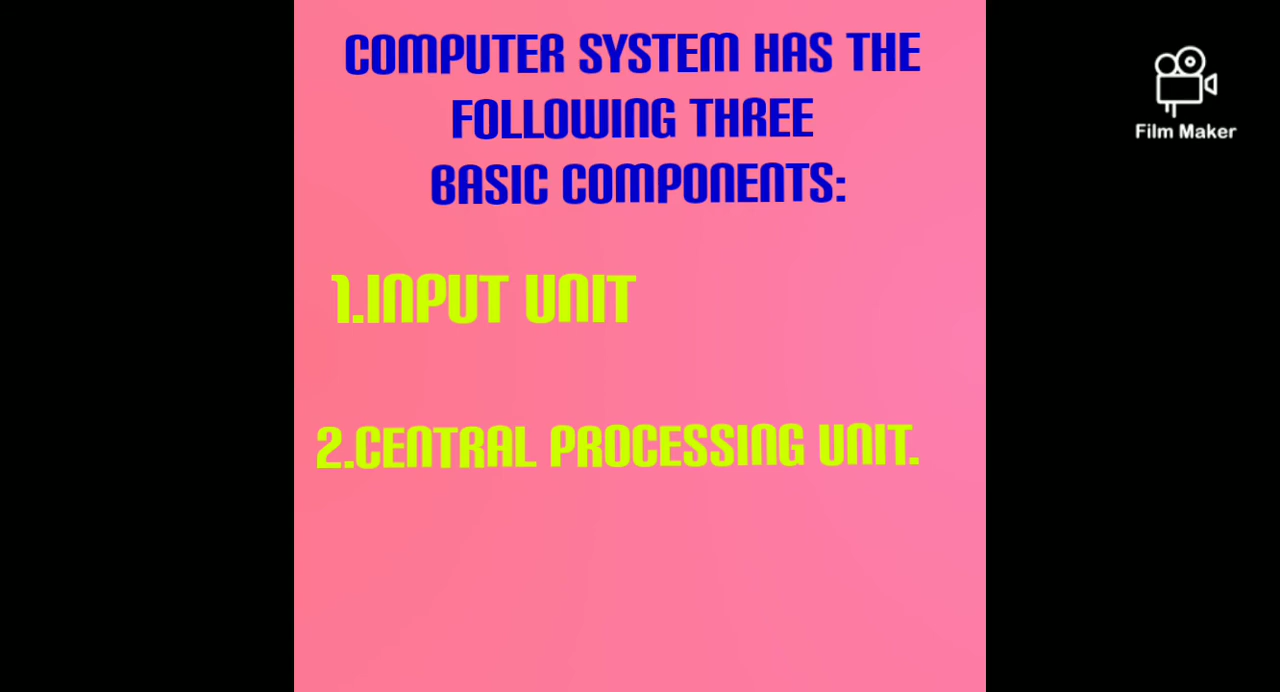 COMPUTER SYSTEM HAS THE
FOLLOWING THREE
BASIC COMPONENTS:
1.INPUT UNIT
2.CENTRAL PROCESSING UNIT.
Film Maker